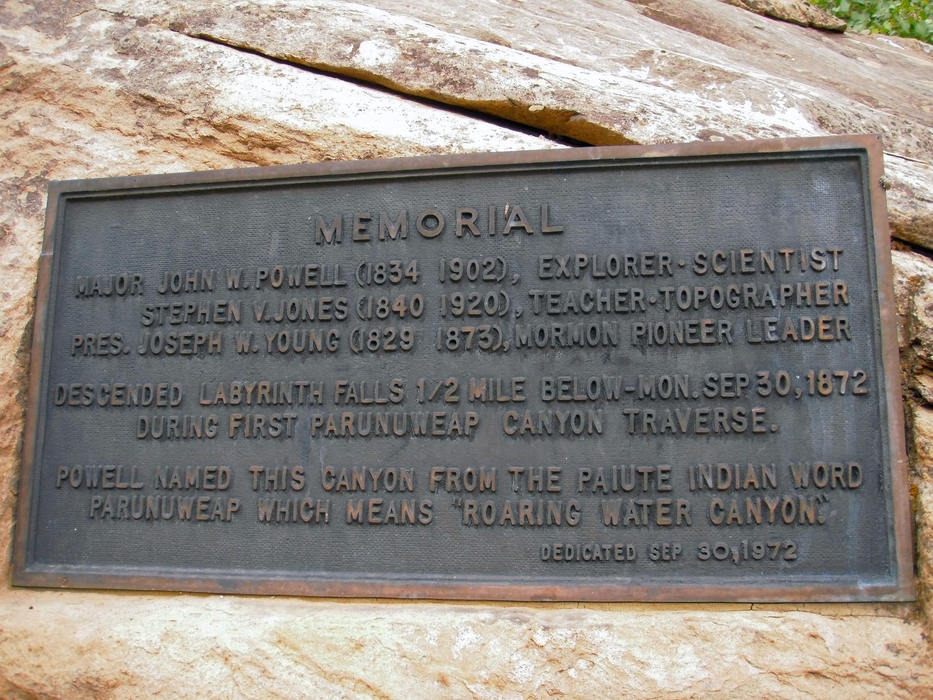 MEMORIAL
MAJOR JOHN W. POWELL (1834 1902), EXPLORER-SCIENTIST
STEPHEN V. JONES (1840 1920), TEACHER-TOPOGRAPHER
PRES. JOSEPH W. YOUNG (1829 1873), MORMON PIONEER LEADER
DESCENDED LABYRINTH FALLS 1/2 MILE BELOW-MON. SEP 30, 1872
DURING FIRST PARUNUWEAP CANYON TRAVERSE.
POWELL NAMED THIS CANYON FROM THE PAIUTE INDIAN WORD
PARUNUWEAP WHICH MEANS "ROARING WATER CANYON."
DEDICATED SEP 30, 1972